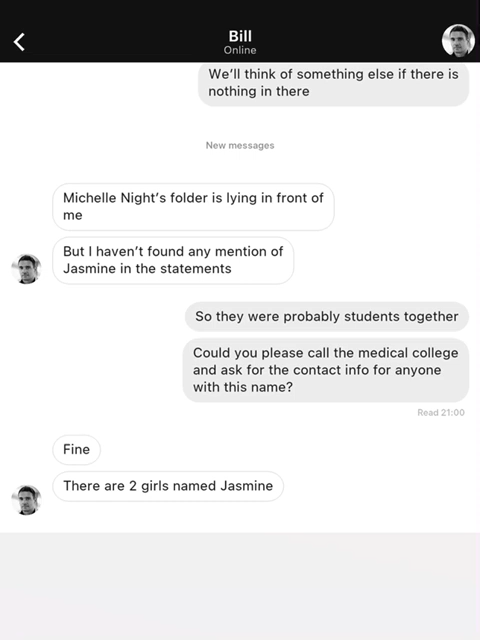 Bill
Online
We’ll think of something else if there is
nothing in there
New messages
Michelle Night’s folder is lying in front of
me
But I haven’t found any mention of
Jasmine in the statements
So they were probably students together
Could you please call the medical college
and ask for the contact info for anyone
with this name?
Read 21:00
Fine
There are 2 girls named Jasmine